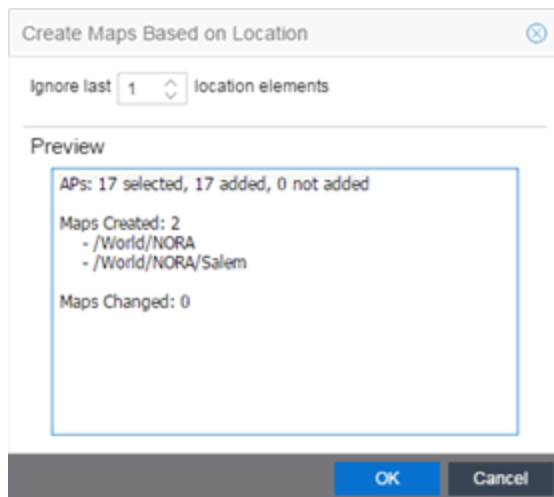 Create Maps Based on Location
Ignore last 1 location elements
Preview
APs: 17 selected, 17 added, 0 not added
Maps Created: 2
- /World/NORA
- /World/NORA/Salem
Maps Changed: 0
OK Cancel